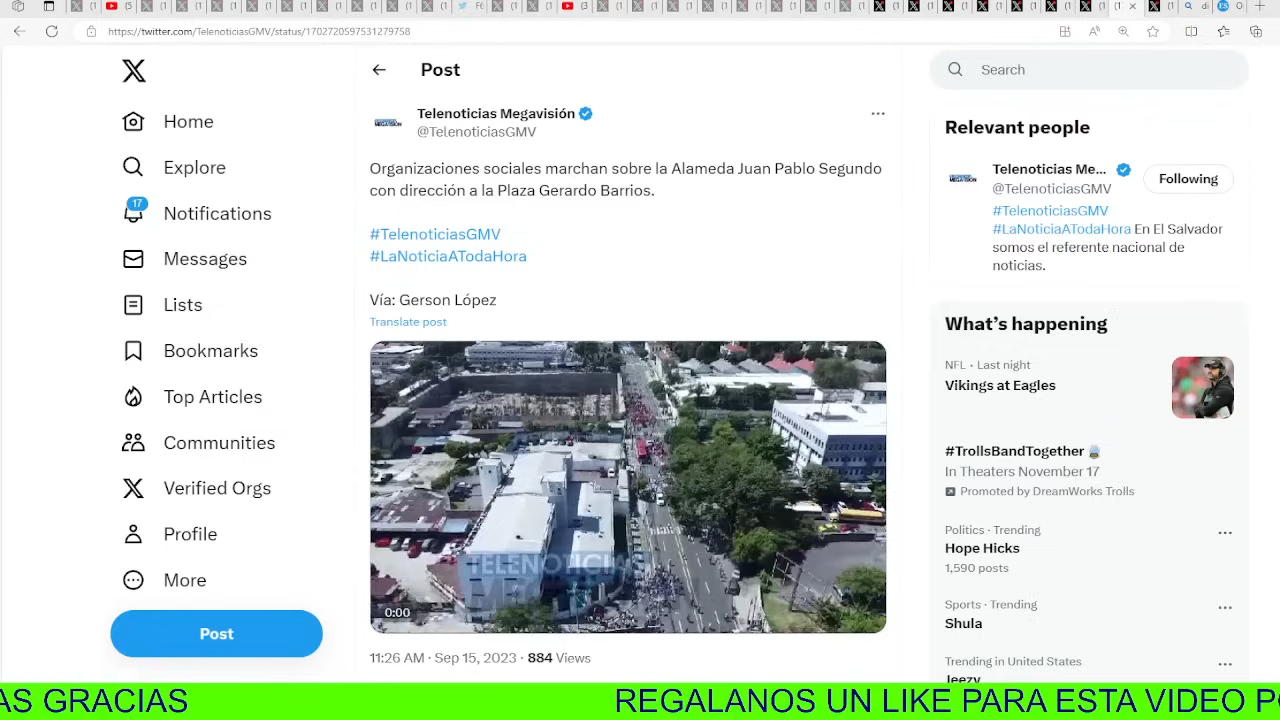 https://twitter.com/TelenoticiasGMV/status/1702720597531279758
Home
Explore
17
Notifications
Messages
Lists
Bookmarks
Top Articles
Communities
Verified Orgs
Profile
More
Post
Post
Telenoticias Megavisión
@TelenoticiasGMV
Organizaciones sociales marchan sobre la Alameda Juan Pablo Segundo
con dirección a la Plaza Gerardo Barrios.
#TelenoticiasGMV
#LaNoticiaATodaHora
Vía: Gerson López
Translate post
TELENOTICIAS
0:00
11:26 AM · Sep 15, 2023 · 884 Views
Search
Relevant people
Telenoticias Me...
@TelenoticiasGMV
Following
#TelenoticiasGMV
#LaNoticiaATodaHora En El Salvador
somos el referente nacional de
noticias.
What's happening
NFL · Last night
Vikings at Eagles
#TrollsBandTogether
In Theaters November 17
Promoted by DreamWorks Trolls
Politics · Trending
Hope Hicks
1,590 posts
Sports · Trending
Shula
Trending in United States
Jeezy
AS GRACIAS REGALANOS UN LIKE PARA ESTA VIDEO PO